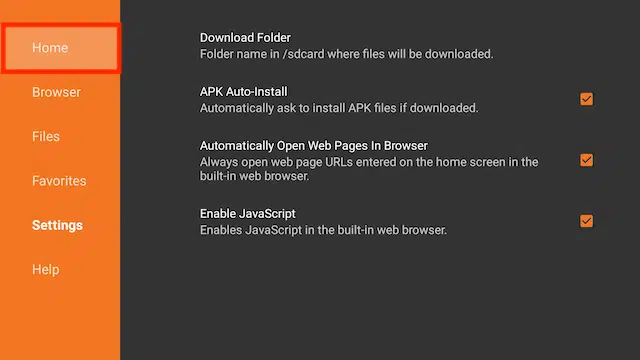 Home
Browser
Files
Favorites
Settings
Help
Download Folder
Folder name in /sdcard where files will be downloaded.
APK Auto-Install
Automatically ask to install APK files if downloaded.
Automatically Open Web Pages In Browser
Always open web page URLs entered on the home screen in the
built-in web browser.
Enable JavaScript
Enables JavaScript in the built-in web browser.